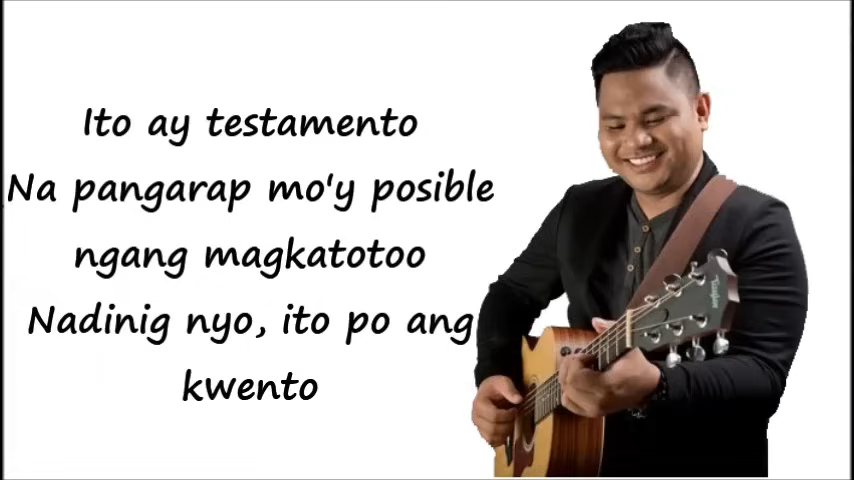 Ito ay testamento
Na pangarap mo'y posible
ngang magkatotoo
Nadinig nyo, ito po ang
kwento